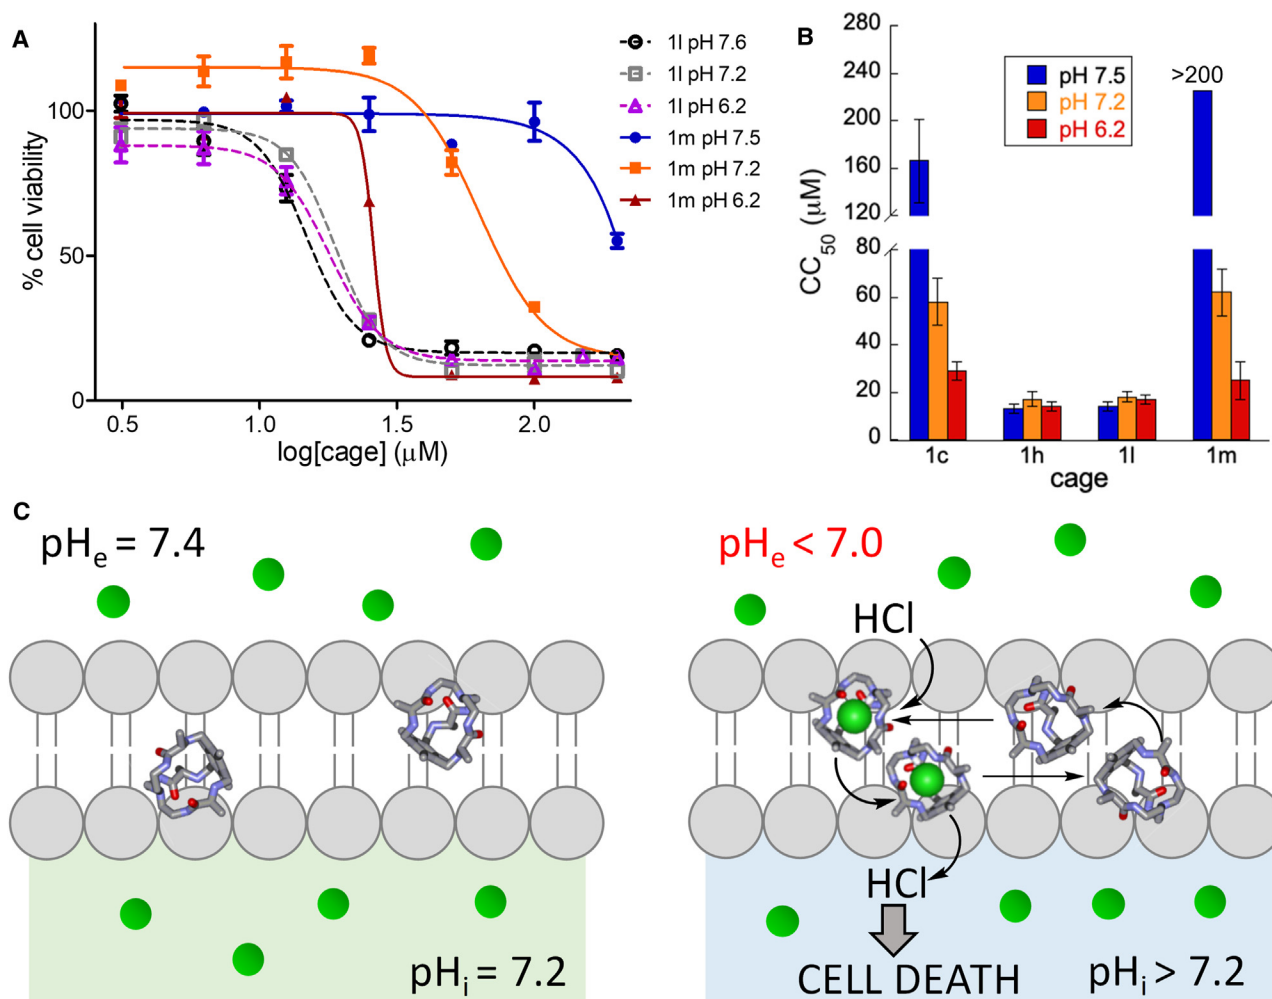 A
% cell viability
100
50
0
0.5 1.0 1.5 2.0
log[cage] (μM)
1l pH 7.6
1l pH 7.2
1l pH 6.2
1m pH 7.5
1m pH 7.2
1m pH 6.2
B
CC50 (μM)
280
240
200
160
120
80
60
40
20
0
pH 7.5
pH 7.2
pH 6.2
>200
1c 1h 1l 1m
cage
C
pHe = 7.4
pHi = 7.2
pHe < 7.0
HCl
HCl
CELL DEATH
pHi > 7.2